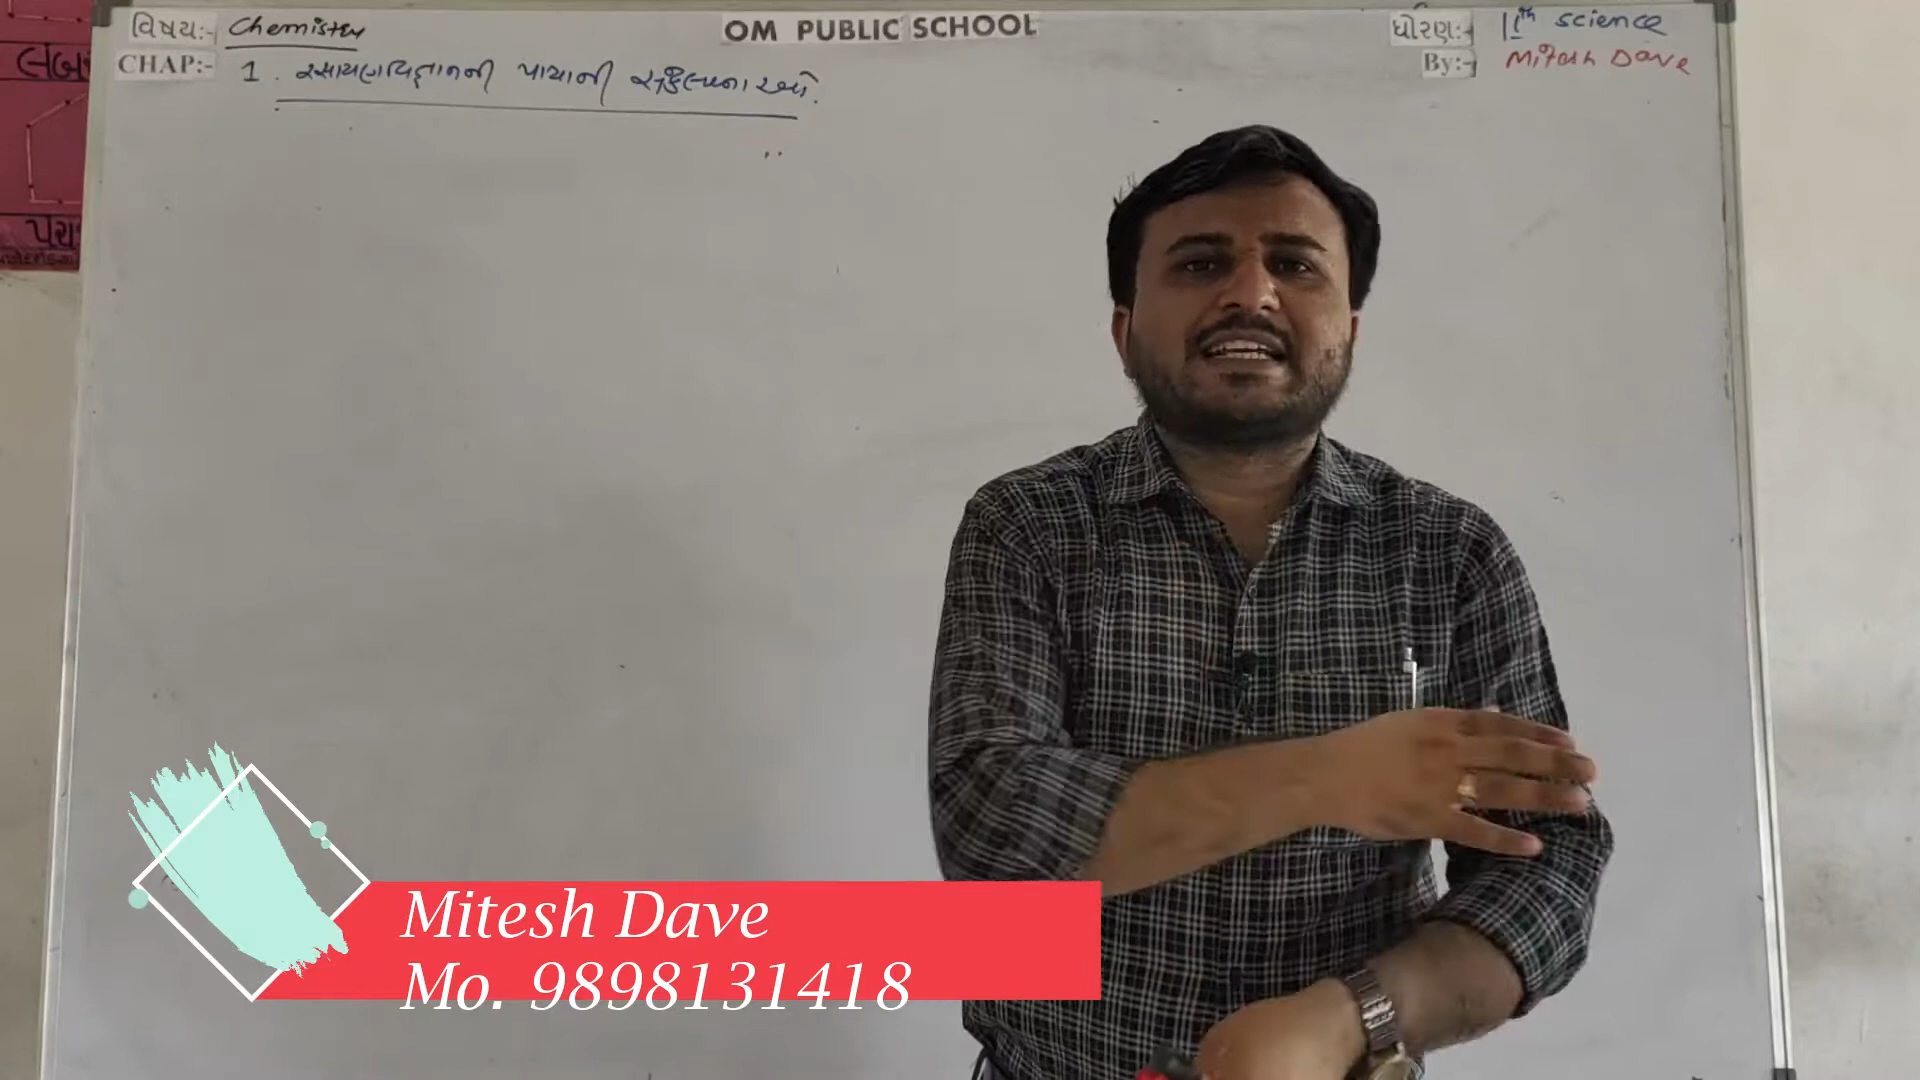 વિષય:- Chemistry
OM PUBLIC SCHOOL
ધોરણ:- 11th science
CHAP:- 1. રસાયણવિજ્ઞાનની પાયાની સંકલ્પનાઓ.
By:- Mitesh Dave
લંબ
પંચ
Mitesh Dave
Mo. 9898131418